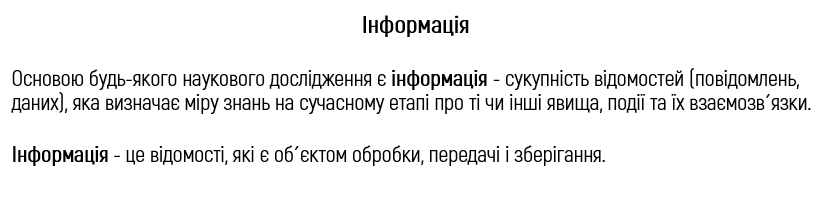 Інформація
Основою будь-якого наукового дослідження є інформація - сукупність відомостей (повідомлень,
даних), яка визначає міру знань на сучасному етапі про ті чи інші явища, події та їх взаємозв´язки.
Інформація - це відомості, які є об´єктом обробки, передачі і зберігання.